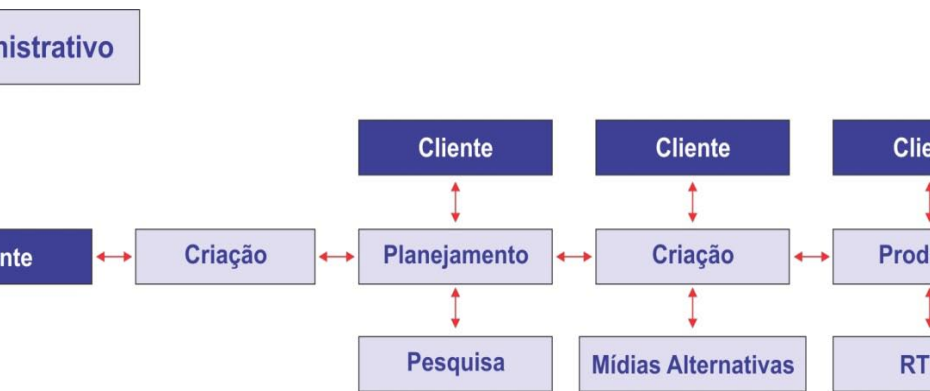 nistrativo
Cliente Cliente Clie
nte Criação Planejamento Criação Prod
Pesquisa Mídias Alternativas RT